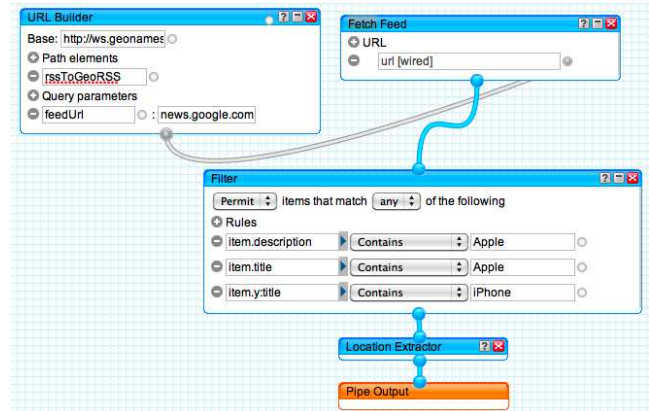 URL Builder
Base: http://ws.geonames
Path elements
rssToGeoRSS
Query parameters
feedUrl : news.google.com
Fetch Feed
URL
url [wired]
Filter
Permit items that match any of the following
Rules
item.description Contains Apple
item.title Contains Apple
item.y:title Contains iPhone
Location Extractor
Pipe Output